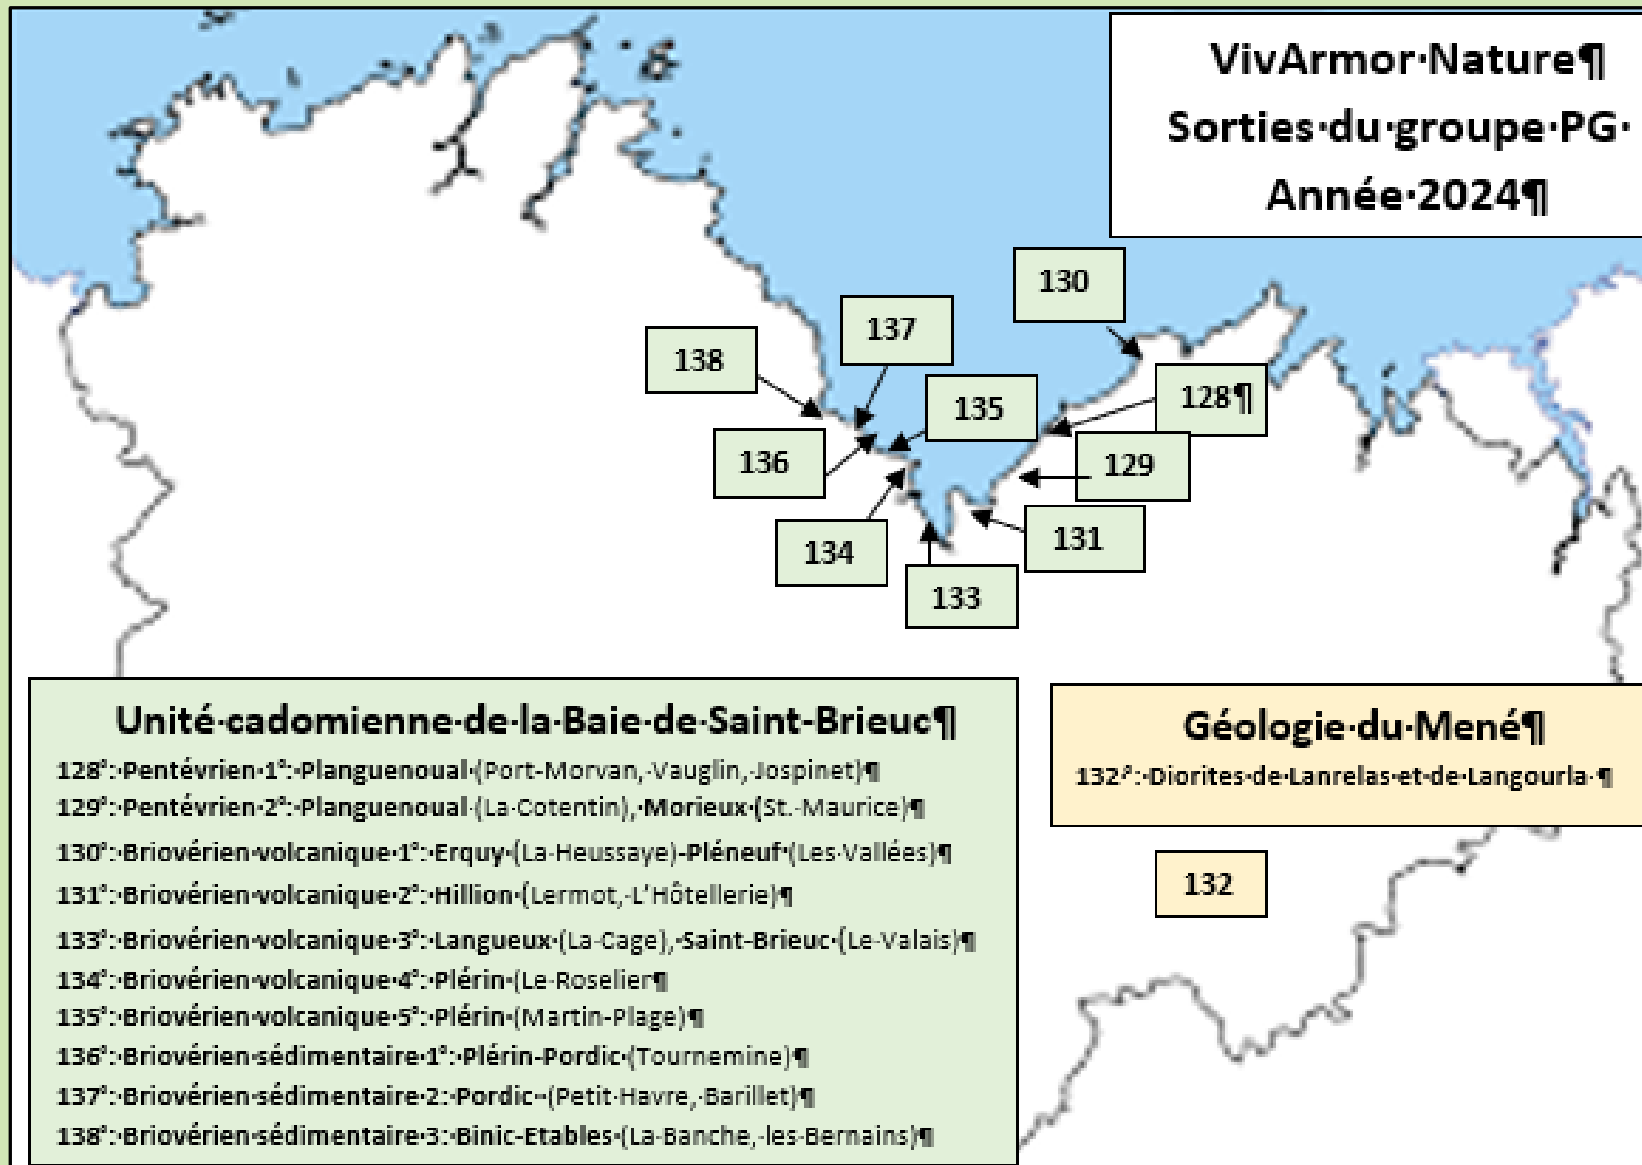 VivArmor·Nature¶
Sorties·du·groupe·PG·
Année·2024¶
130
137
138
128¶
135
136
129
134
131
133
Unité·cadomienne·de·la·Baie·de·Saint-Brieuc¶
128°:·Pentévrien·1°:·Planguenoual·(Port-Morvan,·Vauglin,·Jospinet)¶
129°:·Pentévrien·2°:·Planguenoual·(La·Cotentin),·Morieux·(St.·Maurice)¶
130°:·Briovérien·volcanique·1°:·Erquy·(La·Heussaye)-Pléneuf·(Les·Vallées)¶
131°:·Briovérien·volcanique·2°:·Hillion·(Lermot,·L'Hôtellerie)¶
133°:·Briovérien·volcanique·3°:·Langueux·(La·Cage),·Saint-Brieuc·(Le·Valais)¶
134°:·Briovérien·volcanique·4°:·Plérin·(Le·Roselier¶
135°:·Briovérien·volcanique·5°:·Plérin·(Martin-Plage)¶
136°:·Briovérien·sédimentaire·1°:·Plérin-Pordic·(Tournemine)¶
137°:·Briovérien·sédimentaire·2:·Pordic·-(Petit·Havre,·Barillet)¶
138°:·Briovérien·sédimentaire·3:·Binic-Etables·(La·Banche,·les·Bernains)¶
Géologie·du·Mené¶
132°:·Diorites·de·Lanrelas·et·de·Langourla·¶
132